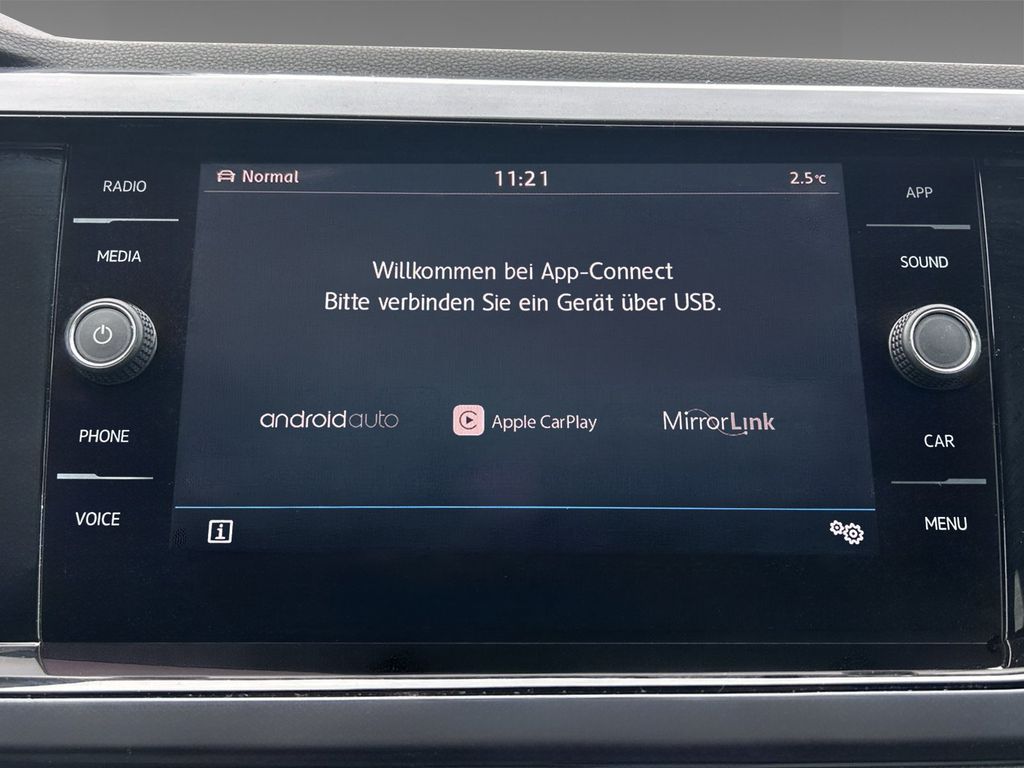 RADIO
MEDIA
PHONE
VOICE
Normal 11:21 2.5°C
Willkommen bei App-Connect
Bitte verbinden Sie ein Gerät über USB.
androidauto Apple CarPlay MirrorLink
i
APP
SOUND
CAR
MENU